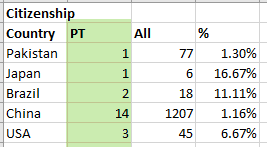 Citizenship
Country PT All %
Pakistan 1 77 1.30%
Japan 1 6 16.67%
Brazil 2 18 11.11%
China 14 1207 1.16%
USA 3 45 6.67%